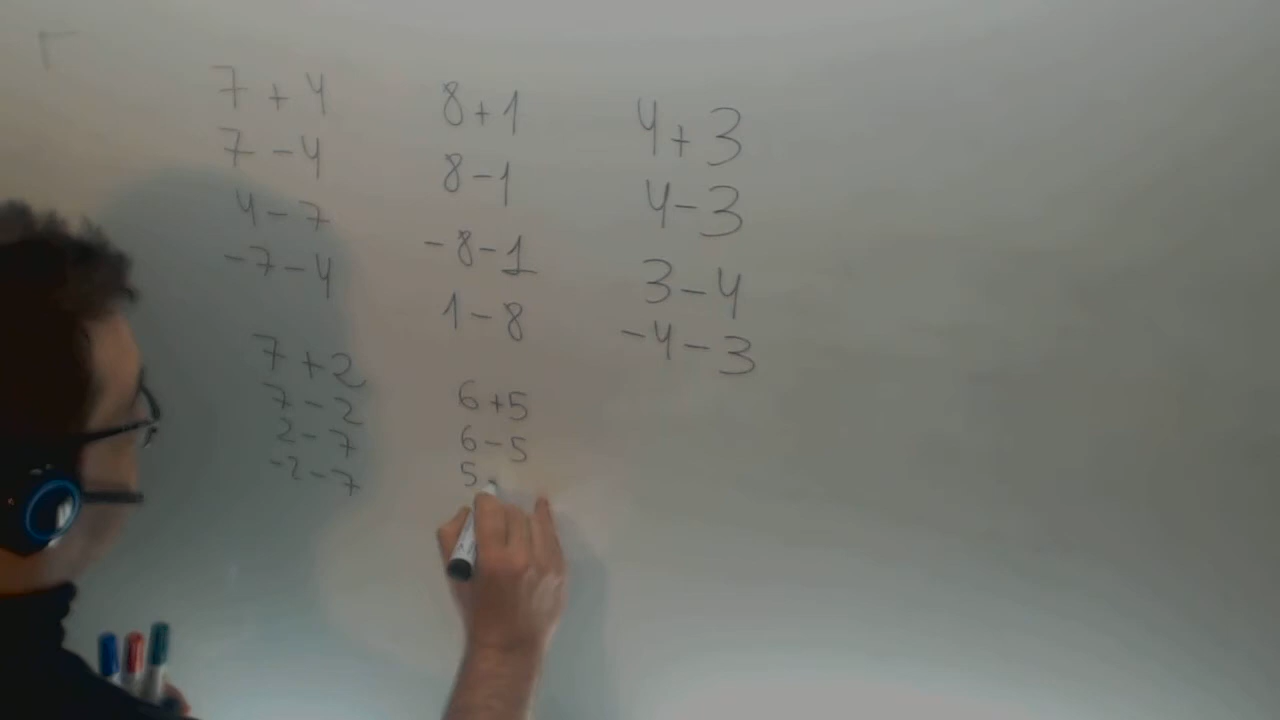 7 + 4
7 - 4
4 - 7
-7 - 4
8 + 1
8 - 1
-8 - 1
1 - 8
4 + 3
4 - 3
3 - 4
-4 - 3
7 + 2
7 - 2
2 - 7
-2 - 7
6 + 5
6 - 5
5 -